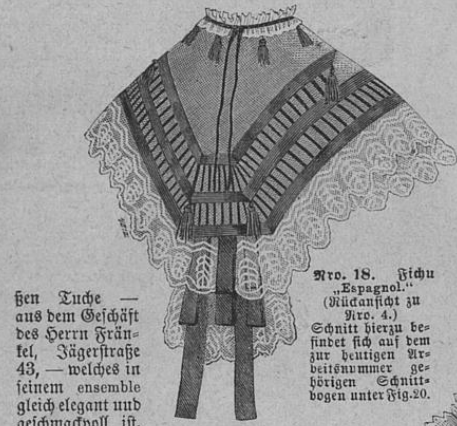 ßen Tuche —
aus dem Geschäft
des Herrn Frän-
kel, Jägerstraße
43, — welches in
seinem ensemble
gleich elegant und
geschmackvoll ist.
Nro. 18. Fichu
„Espagnol.“
(Rückansicht zu
Nro. 4.)
Schnitt hierzu be-
findet sich auf dem
zur heutigen Ar-
beitsnummer ge-
hörigen Schnitt-
bogen unter Fig. 20.